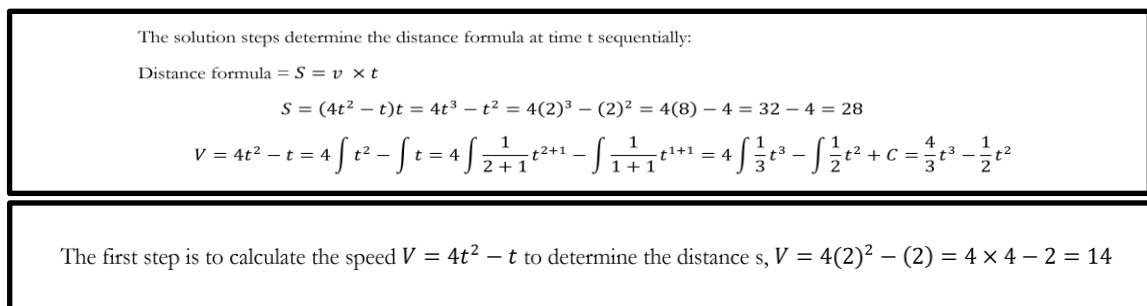 The solution steps determine the distance formula at time t sequentially:
Distance formula = S = v × t
S = (4t² − t)t = 4t³ − t² = 4(2)³ − (2)² = 4(8) − 4 = 32 − 4 = 28
V = 4t² − t = 4 ∫ t² − ∫ t = 4 ∫ 1/(2 + 1) t²⁺¹ − ∫ 1/(1 + 1) t¹⁺¹ = 4 ∫ 1/3 t³ − ∫ 1/2 t² + C = 4/3 t³ − 1/2 t²
The first step is to calculate the speed V = 4t² − t to determine the distance s, V = 4(2)² − (2) = 4 × 4 − 2 = 14